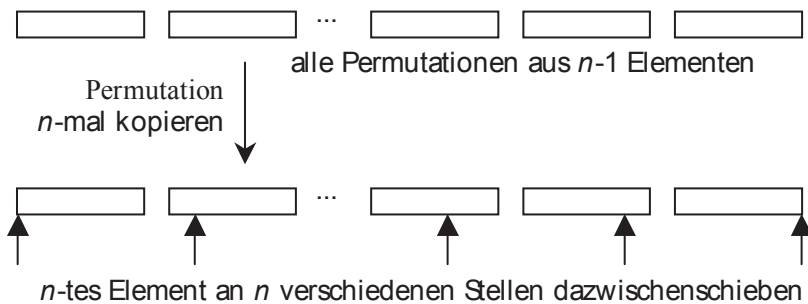 ...
alle Permutationen aus n-1 Elementen
Permutation
n-mal kopieren
...
n-tes Element an n verschiedenen Stellen dazwischenschieben